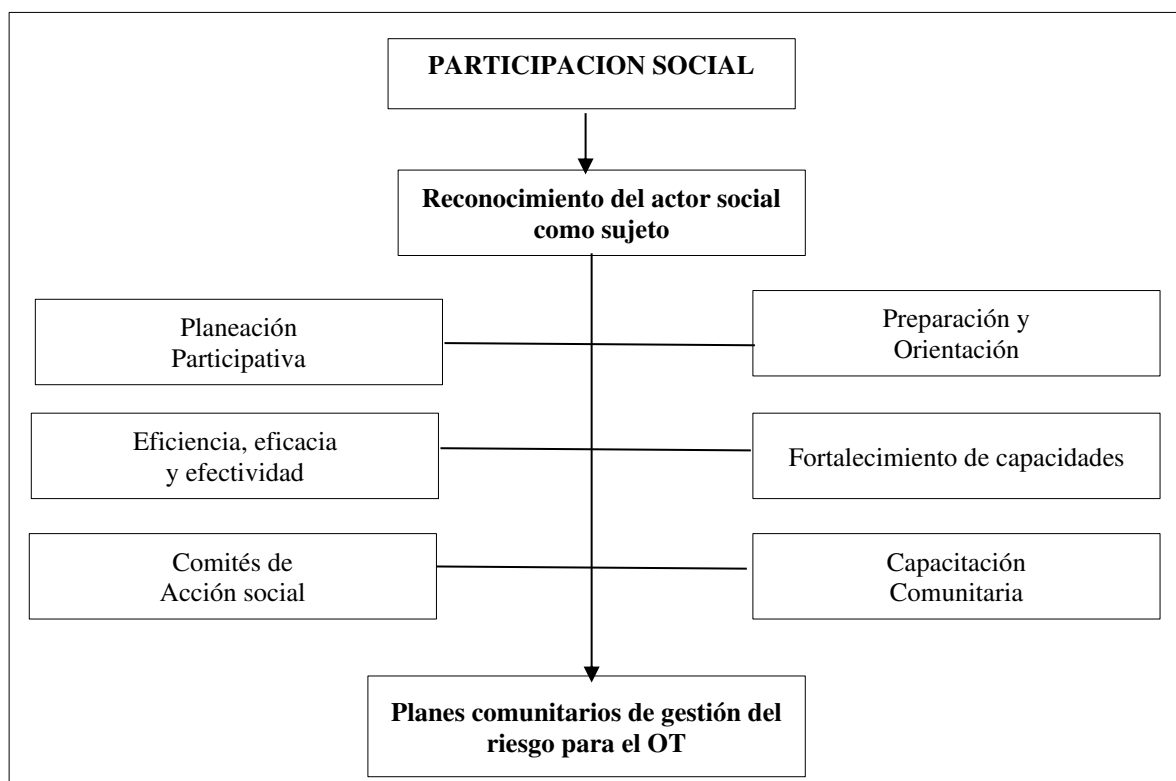 PARTICIPACION SOCIAL
Reconocimiento del actor social
como sujeto
Planeación
Participativa
Preparación y
Orientación
Eficiencia, eficacia
y efectividad
Fortalecimiento de capacidades
Comités de
Acción social
Capacitación
Comunitaria
Planes comunitarios de gestión del
riesgo para el OT